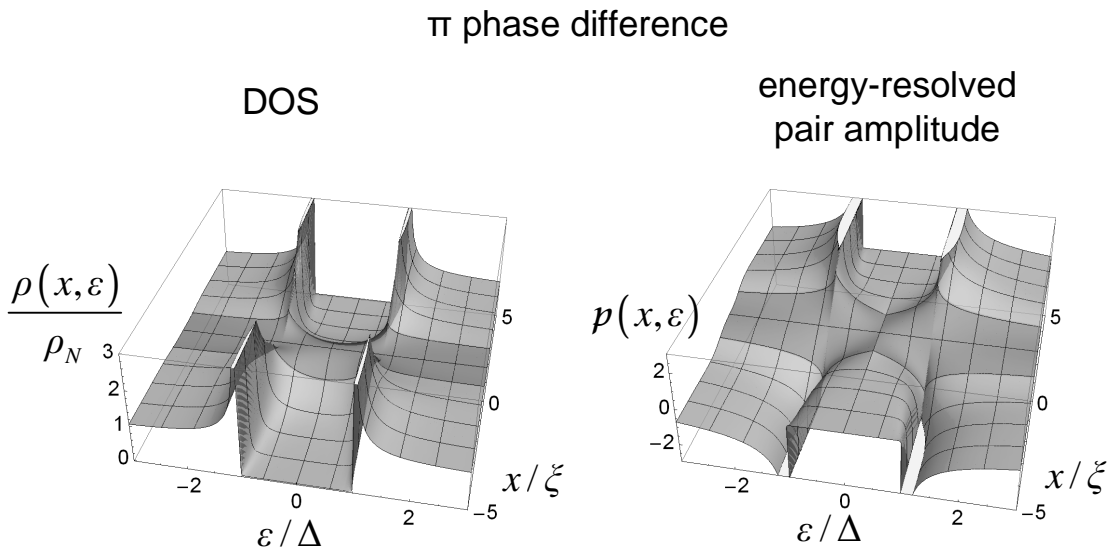 π phase difference
DOS
energy-resolved
pair amplitude
ρ(x,ε)
ρN
3
2
1
0
−2
0
2
ε/Δ
5
0
−5
x/ξ
p(x,ε)
2
0
−2
−2
0
2
ε/Δ
5
0
−5
x/ξ